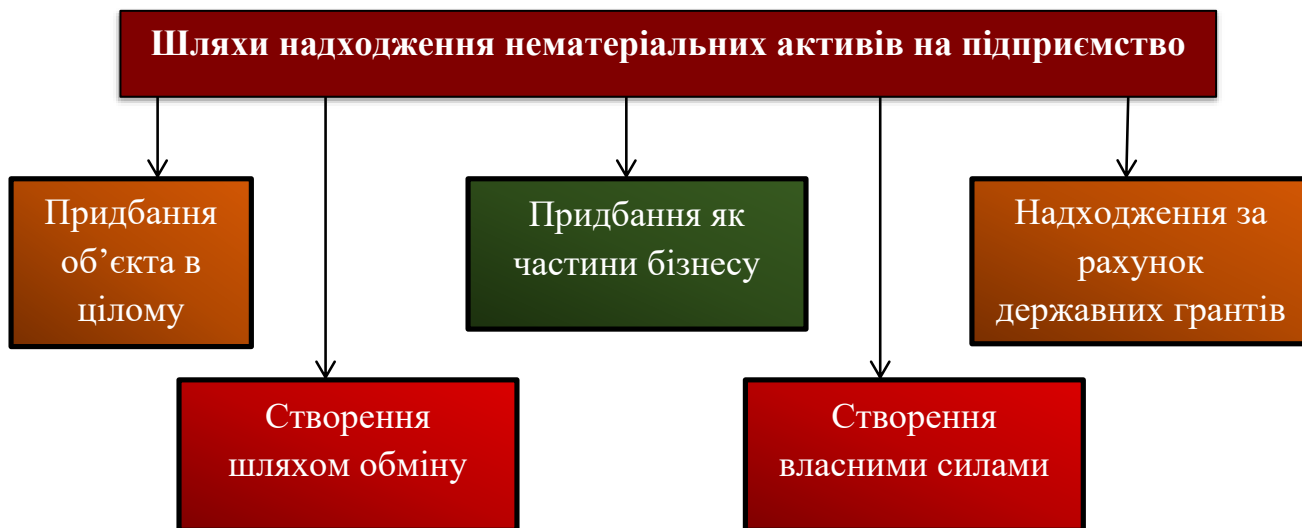 Шляхи надходження нематеріальних активів на підприємство
Придбання
об’єкта в
цілому
Придбання як
частини бізнесу
Надходження за
рахунок
державних грантів
Створення
шляхом обміну
Створення
власними силами